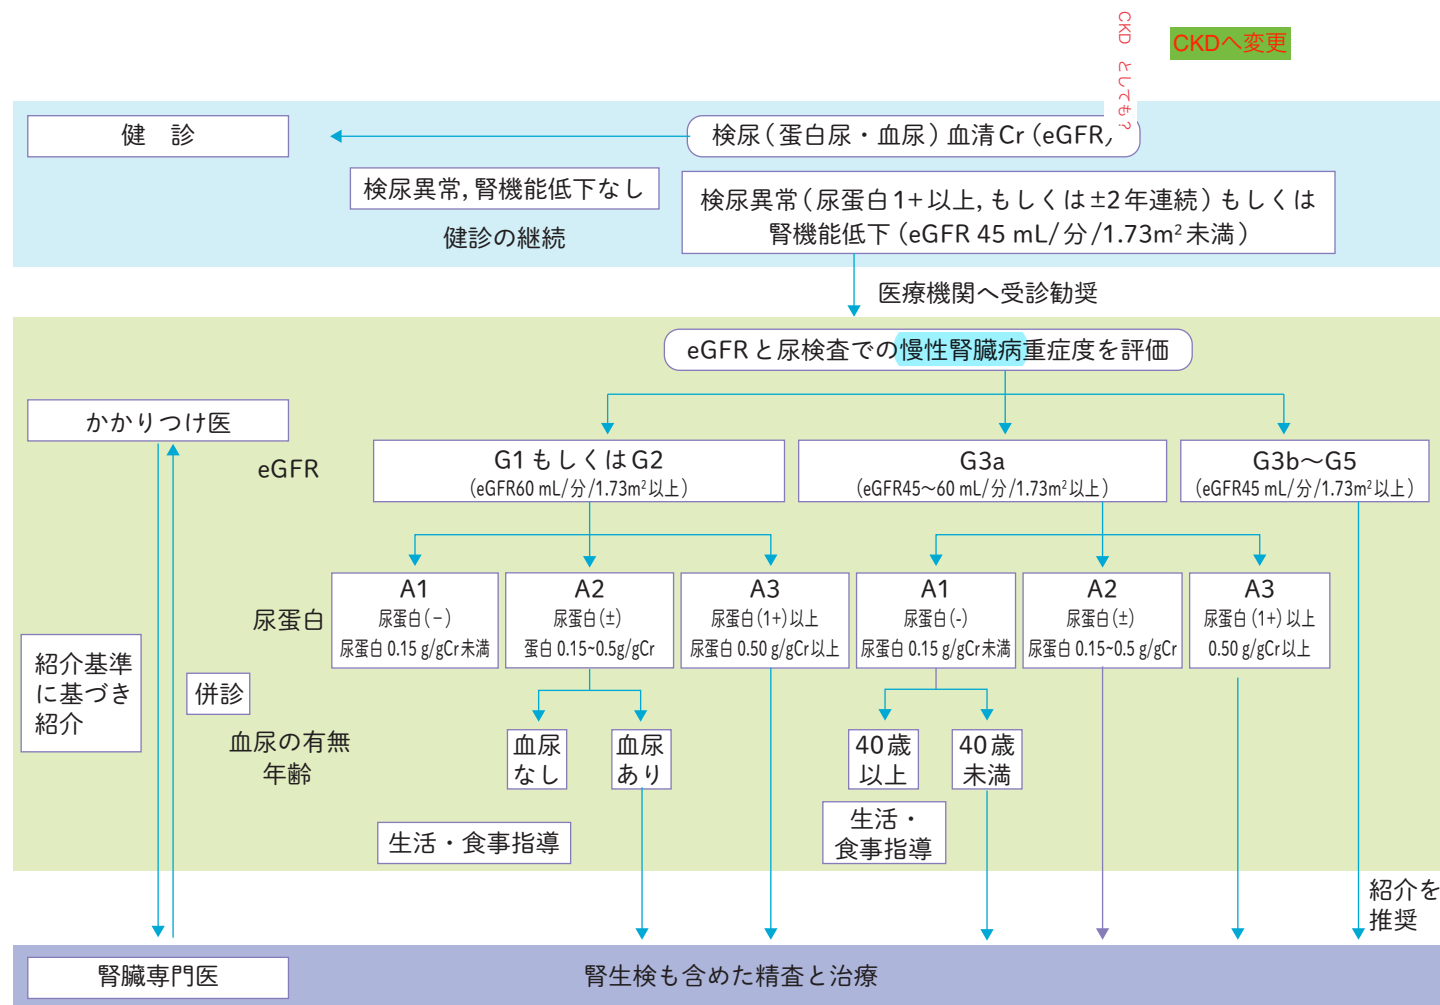 CKD としても?
CKDへ変更
健 診
検尿(蛋白尿・血尿)血清Cr(eGFR)
検尿異常,腎機能低下なし
健診の継続
検尿異常(尿蛋白1+以上,もしくは±2年連続)もしくは
腎機能低下(eGFR 45 mL/分/1.73m²未満)
医療機関へ受診勧奨
eGFRと尿検査での慢性腎臓病重症度を評価
かかりつけ医
eGFR
G1もしくはG2
(eGFR60 mL/分/1.73m²以上)
G3a
(eGFR45~60 mL/分/1.73m²以上)
G3b~G5
(eGFR45 mL/分/1.73m²以上)
尿蛋白
A1
尿蛋白(−)
尿蛋白 0.15 g/gCr未満
A2
尿蛋白(±)
蛋白 0.15~0.5g/gCr
A3
尿蛋白(1+)以上
尿蛋白 0.50 g/gCr以上
A1
尿蛋白(-)
尿蛋白 0.15 g/gCr未満
A2
尿蛋白(±)
尿蛋白 0.15~0.5 g/gCr
A3
尿蛋白(1+)以上
0.50 g/gCr以上
紹介基準
に基づき
紹介
併診
血尿の有無
年齢
血尿
なし
血尿
あり
40歳
以上
40歳
未満
生活・食事指導
生活・
食事指導
紹介を
推奨
腎臓専門医
腎生検も含めた精査と治療